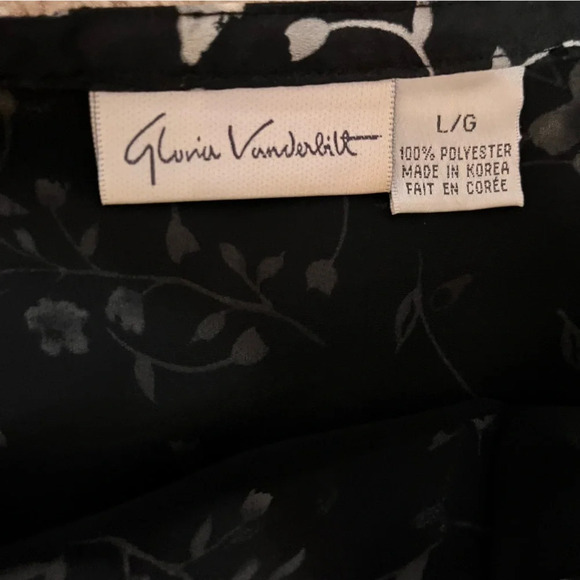 Gloria Vanderbilt
L/G
100% POLYESTER
MADE IN KOREA
FAIT EN CORÉE